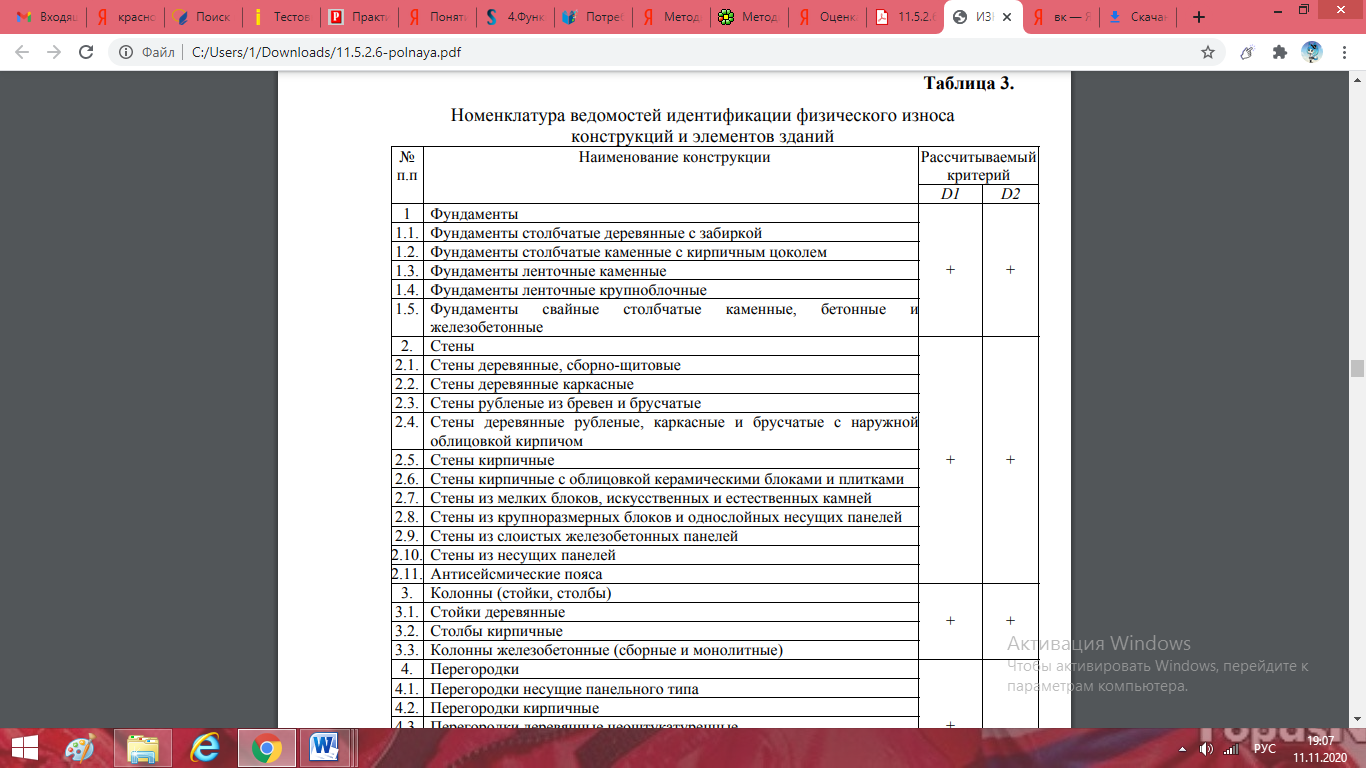 Входящ
красно
Поиск
Тестов
Практи
Поняти
4.Функ
Потреб
Метод
Метод
Оценк
11.5.2.6
ИЗ
вк — Я
Скачан
Файл | C:/Users/1/Downloads/11.5.2.6-polnaya.pdf
Таблица 3.
Номенклатура ведомостей идентификации физического износа
конструкций и элементов зданий
№ п.п
Наименование конструкции
Рассчитываемый
критерий
D1 D2
1 Фундаменты
1.1. Фундаменты столбчатые деревянные с забиркой
1.2. Фундаменты столбчатые каменные с кирпичным цоколем
1.3. Фундаменты ленточные каменные
+ +
1.4. Фундаменты ленточные крупноблочные
1.5. Фундаменты свайные столбчатые каменные, бетонные и
железобетонные
2. Стены
2.1. Стены деревянные, сборно-щитовые
2.2. Стены деревянные каркасные
2.3. Стены рубленые из бревен и брусчатые
2.4. Стены деревянные рубленые, каркасные и брусчатые с наружной
облицовкой кирпичом
2.5. Стены кирпичные
+ +
2.6. Стены кирпичные с облицовкой керамическими блоками и плитками
2.7. Стены из мелких блоков, искусственных и естественных камней
2.8. Стены из крупноразмерных блоков и однослойных несущих панелей
2.9. Стены из слоистых железобетонных панелей
2.10. Стены из несущих панелей
2.11. Антисейсмические пояса
3. Колонны (стойки, столбы)
3.1. Стойки деревянные
+ +
3.2. Столбы кирпичные
3.3. Колонны железобетонные (сборные и монолитные)
4. Перегородки
4.1. Перегородки несущие панельного типа
4.2. Перегородки кирпичные
4.3. Перегородки деревянные неоштукатуренные
+
Активация Windows
Чтобы активировать Windows, перейдите к
параметрам компьютера.
РУС
19:07
11.11.2020